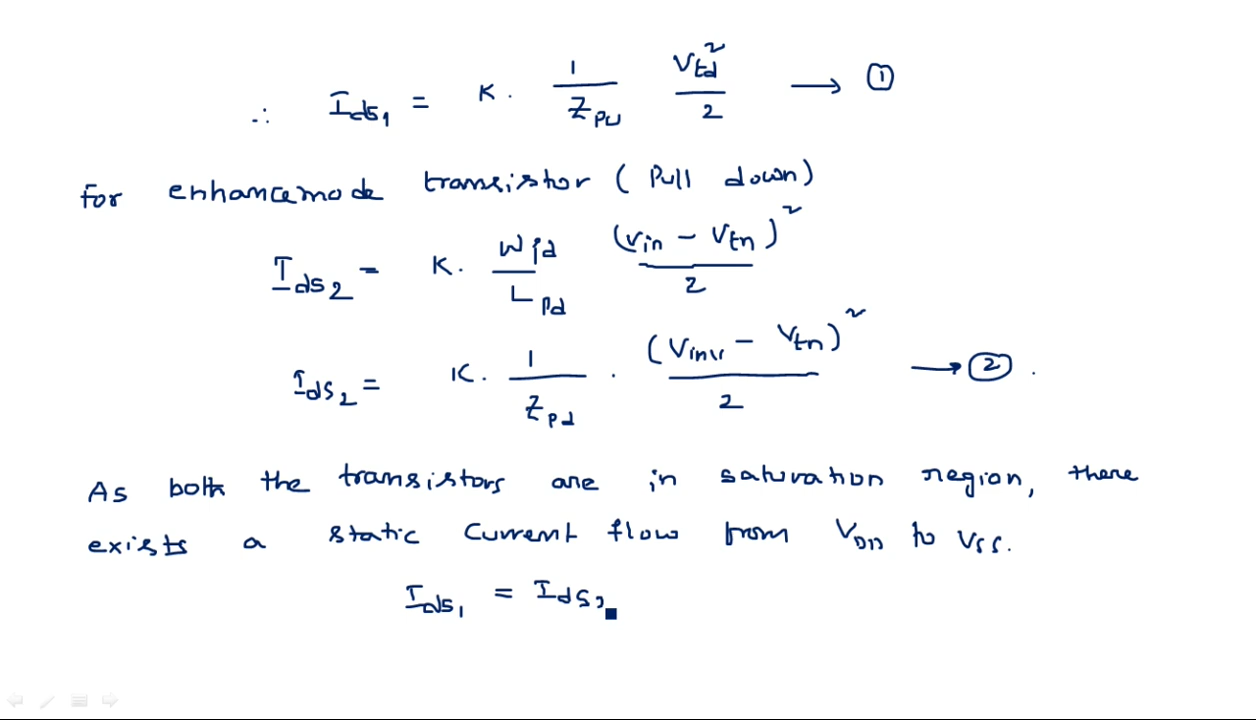 ∴ Ids1 = K. 1/Zpu Vtd²/2 → ①
For enhancemode transistor ( Pull down)
Ids2 = K. Wpd/Lpd (Vin - Vtn)²/2
Ids2 = K. 1/Zpd . (Vinv - Vtn)²/2 → ② .
As both the transistors are in saturation region, there
exists a static current flow from VDD to VSS.
Ids1 = Ids2